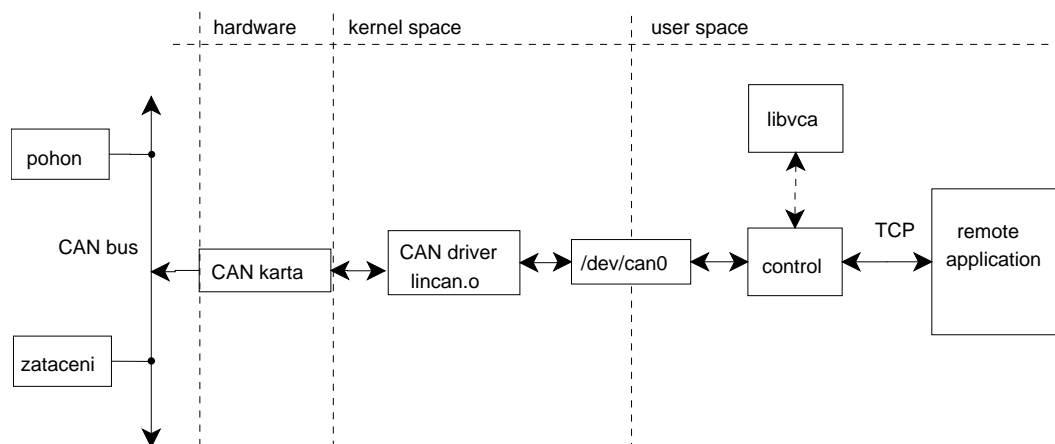 hardware
kernel space
user space
libvca
pohon
CAN bus
CAN karta
CAN driver
lincan.o
/dev/can0
control
TCP
remote
application
zataceni